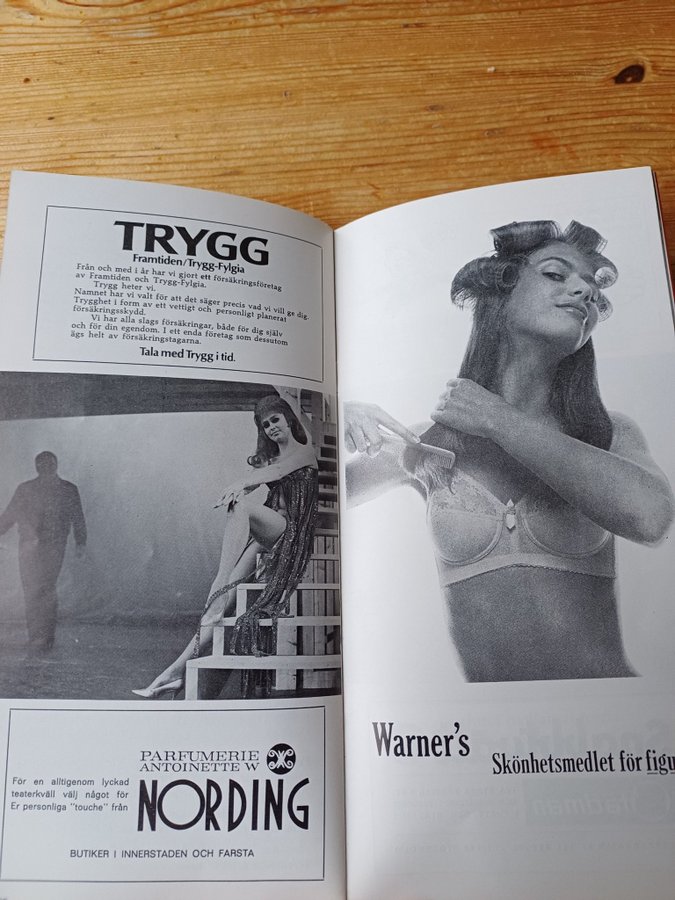 TRYGG
Framtiden/Trygg-Fylgia
Från och med i år har vi gjort ett försäkringsföretag
av Framtiden och Trygg-Fylgia.
Trygg heter vi.
Namnet har vi valt för att det säger precis vad vi vill ge dig.
Trygghet i form av ett vettigt och personligt planerat
försäkringsskydd.
Vi har alla slags försäkringar, både för dig själv
och för din egendom. I ett enda företag som dessutom
ägs helt av försäkringstagarna.
Tala med Trygg i tid.
PARFUMERIE
ANTOINETTE W
NORDING
För en alltigenom lyckad
teaterkväll välj något för
Er personliga "touche" från
BUTIKER I INNERSTADEN OCH FARSTA
Warner's
Skönhetsmedlet för figu